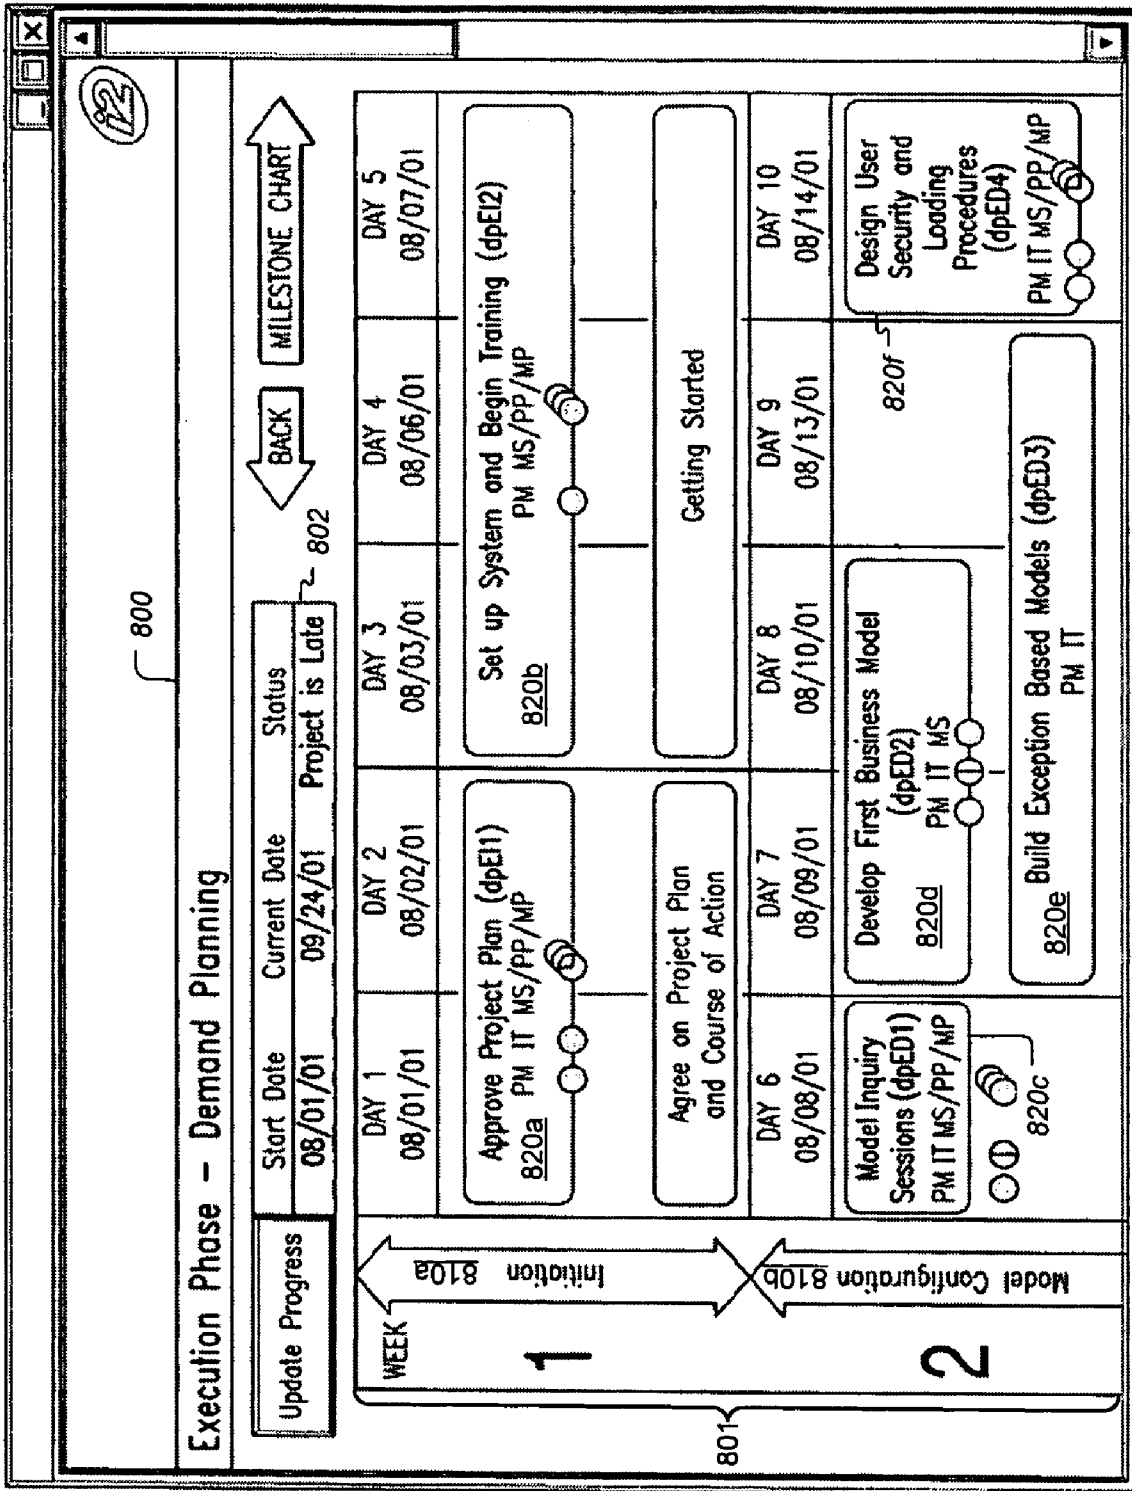 800
i2
Execution Phase – Demand Planning
Update Progress
Start Date Current Date Status
08/01/01 09/24/01 Project is Late
802
BACK
MILESTONE CHART
WEEK
DAY 1 DAY 2 DAY 3 DAY 4 DAY 5
08/01/01 08/02/01 08/03/01 08/06/01 08/07/01
1
Initiation 810a
Approve Project Plan (dpEI1)
820a PM IT MS/PP/MP
Set up System and Begin Training (dpEI2)
820b PM MS/PP/MP
Agree on Project Plan
and Course of Action
Getting Started
DAY 6 DAY 7 DAY 8 DAY 9 DAY 10
08/08/01 08/09/01 08/10/01 08/13/01 08/14/01
2
Model Configuration 810b
Model Inquiry
Sessions (dpED1)
PM IT MS/PP/MP
820c
Develop First Business Model
(dpED2)
820d PM IT MS
820f
Design User
Security and
Loading
Procedures
(dpED4)
PM IT MS/PP/MP
Build Exception Based Models (dpED3)
820e PM IT
801